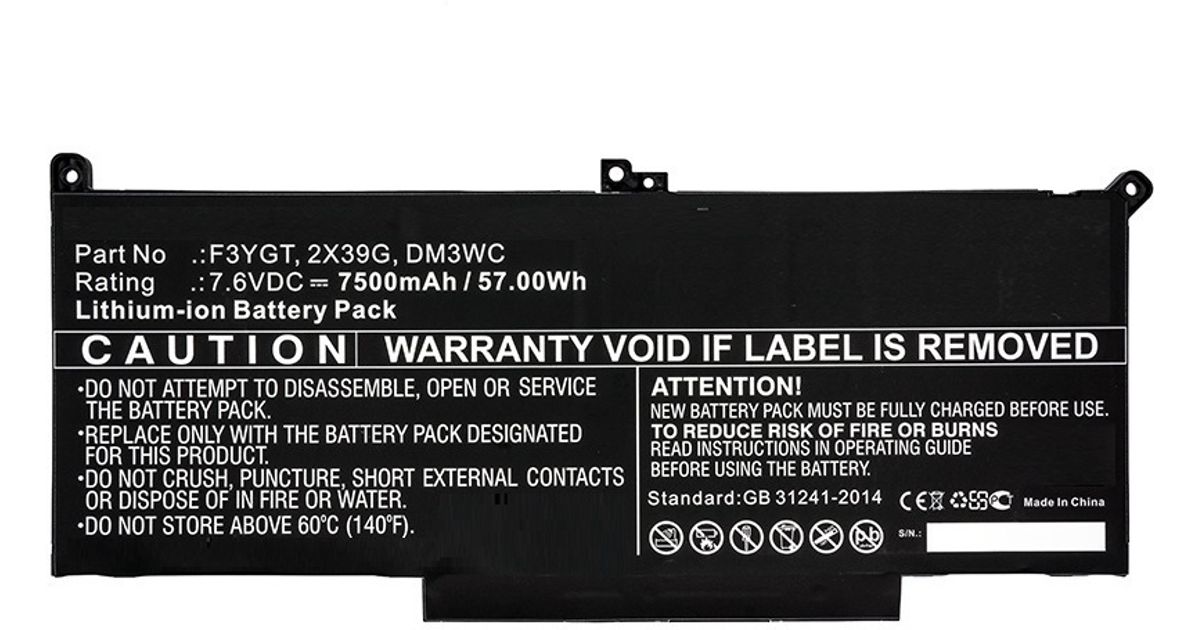 Part No .:F3YGT, 2X39G, DM3WC
Rating .:7.6VDC ⎓ 7500mAh / 57.00Wh
Lithium-ion Battery Pack
CAUTION WARRANTY VOID IF LABEL IS REMOVED
·DO NOT ATTEMPT TO DISASSEMBLE, OPEN OR SERVICE
THE BATTERY PACK.
·REPLACE ONLY WITH THE BATTERY PACK DESIGNATED
FOR THIS PRODUCT.
·DO NOT CRUSH, PUNCTURE, SHORT EXTERNAL CONTACTS
OR DISPOSE OF IN FIRE OR WATER.
·DO NOT STORE ABOVE 60°C (140°F).
ATTENTION!
NEW BATTERY PACK MUST BE FULLY CHARGED BEFORE USE.
TO REDUCE RISK OF FIRE OR BURNS
READ INSTRUCTIONS IN OPERATING GUIDE
BEFORE USING THE BATTERY.
Standard:GB 31241-2014 CE Made In China
Pb S/N.: